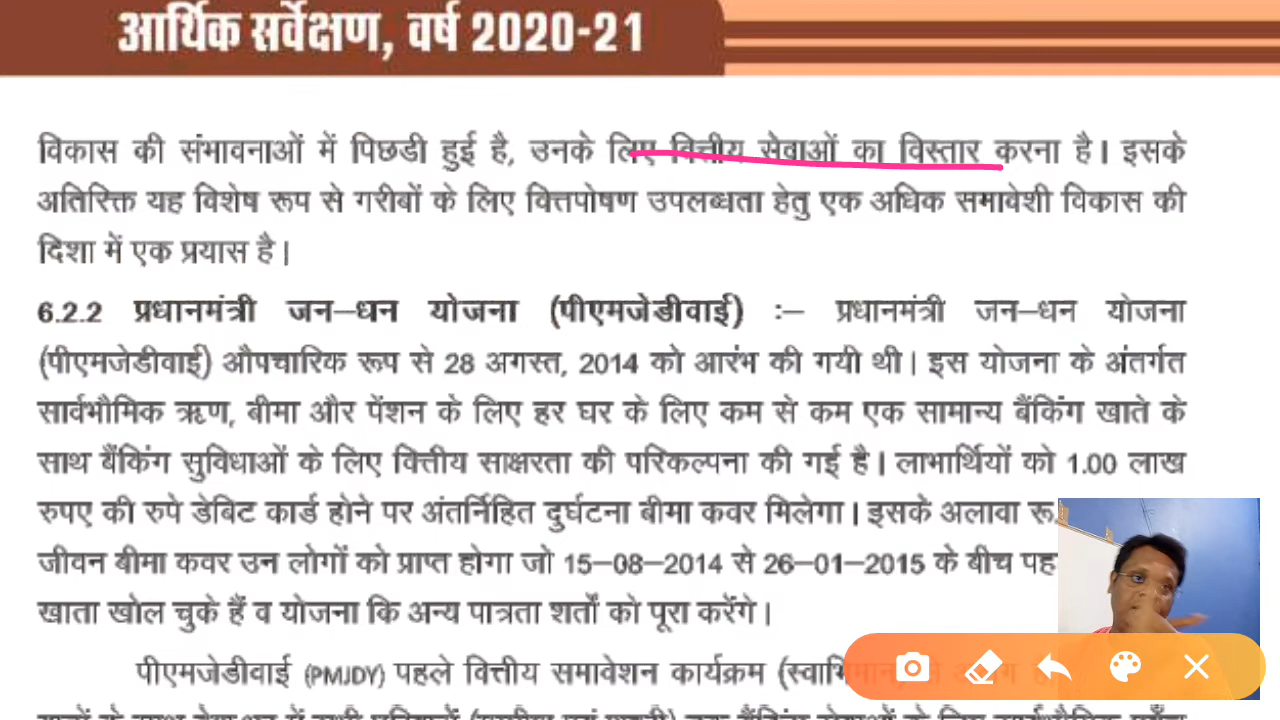 आर्थिक सर्वेक्षण, वर्ष 2020-21
विकास की संभावनाओं में पिछडी हुई है, उनके लिए वित्तीय सेवाओं का विस्तार करना है। इसके
अतिरिक्त यह विशेष रूप से गरीबों के लिए वित्तपोषण उपलब्धता हेतु एक अधिक समावेशी विकास की
दिशा में एक प्रयास है।
6.2.2 प्रधानमंत्री जन–धन योजना (पीएमजेडीवाई) :– प्रधानमंत्री जन–धन योजना
(पीएमजेडीवाई) औपचारिक रूप से 28 अगस्त, 2014 को आरंभ की गयी थी। इस योजना के अंतर्गत
सार्वभौमिक ऋण, बीमा और पेंशन के लिए हर घर के लिए कम से कम एक सामान्य बैंकिंग खाते के
साथ बैंकिंग सुविधाओं के लिए वित्तीय साक्षरता की परिकल्पना की गई है। लाभार्थियों को 1.00 लाख
रुपए की रुपे डेबिट कार्ड होने पर अंतर्निहित दुर्घटना बीमा कवर मिलेगा। इसके अलावा रू.
जीवन बीमा कवर उन लोगों को प्राप्त होगा जो 15–08–2014 से 26–01–2015 के बीच पह
खाता खोल चुके हैं व योजना कि अन्य पात्रता शर्तों को पूरा करेंगे।
पीएमजेडीवाई (PMJDY) पहले वित्तीय समावेशन कार्यक्रम (स्वाभिमान)